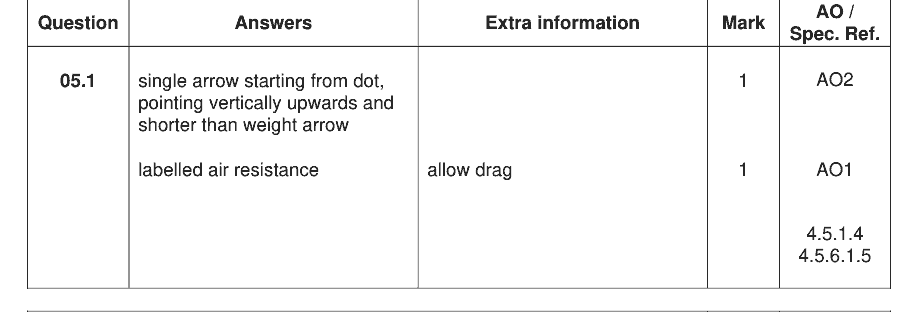 Question Answers Extra information Mark AO / Spec. Ref.
05.1 single arrow starting from dot, 1 AO2
pointing vertically upwards and
shorter than weight arrow
labelled air resistance allow drag 1 AO1
4.5.1.4
4.5.6.1.5